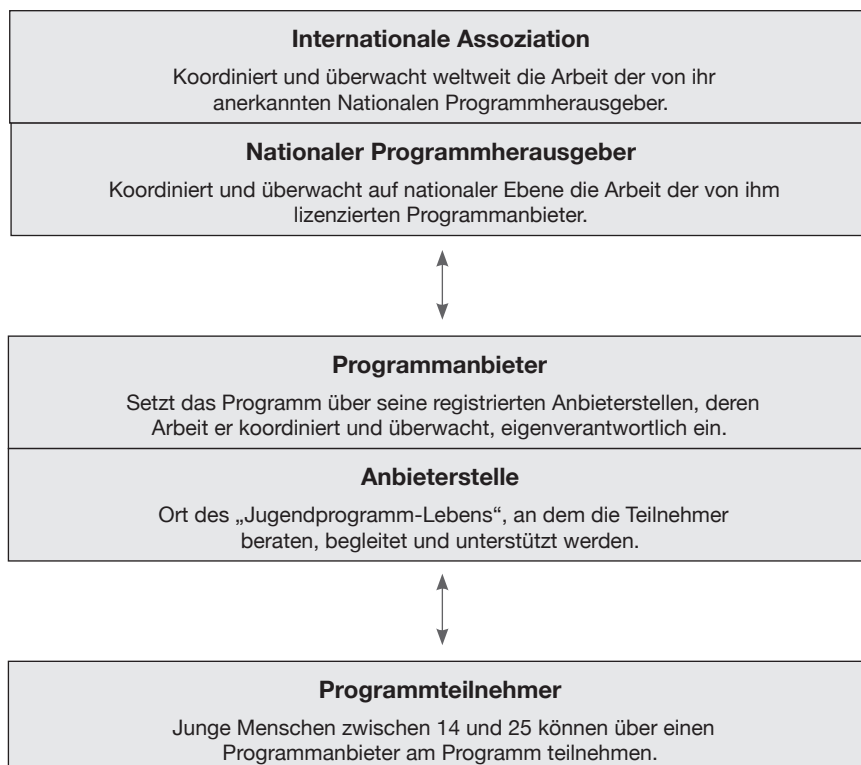 Internationale Assoziation
Koordiniert und überwacht weltweit die Arbeit der von ihr
anerkannten Nationalen Programmherausgeber.
Nationaler Programmherausgeber
Koordiniert und überwacht auf nationaler Ebene die Arbeit der von ihm
lizenzierten Programmanbieter.
Programmanbieter
Setzt das Programm über seine registrierten Anbieterstellen, deren
Arbeit er koordiniert und überwacht, eigenverantwortlich ein.
Anbieterstelle
Ort des „Jugendprogramm-Lebens“, an dem die Teilnehmer
beraten, begleitet und unterstützt werden.
Programmteilnehmer
Junge Menschen zwischen 14 und 25 können über einen
Programmanbieter am Programm teilnehmen.